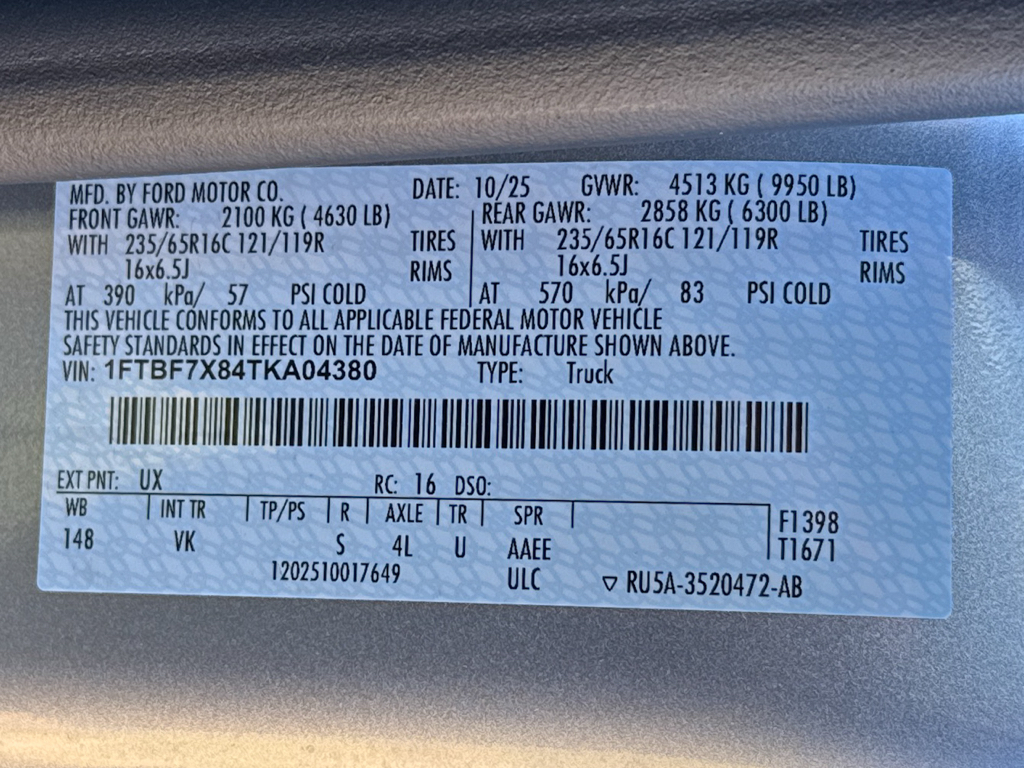 MFD. BY FORD MOTOR CO. DATE: 10/25 GVWR: 4513 KG ( 9950 LB)
FRONT GAWR: 2100 KG ( 4630 LB) REAR GAWR: 2858 KG ( 6300 LB)
WITH 235/65R16C 121/119R TIRES WITH 235/65R16C 121/119R TIRES
16x6.5J RIMS 16x6.5J RIMS
AT 390 kPa/ 57 PSI COLD AT 570 kPa/ 83 PSI COLD
THIS VEHICLE CONFORMS TO ALL APPLICABLE FEDERAL MOTOR VEHICLE
SAFETY STANDARDS IN EFFECT ON THE DATE OF MANUFACTURE SHOWN ABOVE.
VIN: 1FTBF7X84TKA04380 TYPE: Truck
EXT PNT: UX RC: 16 DSO:
WB INT TR TP/PS R AXLE TR SPR F1398
148 VK S 4L U AAEE T1671
1202510017649 ULC ▽ RU5A-3520472-AB